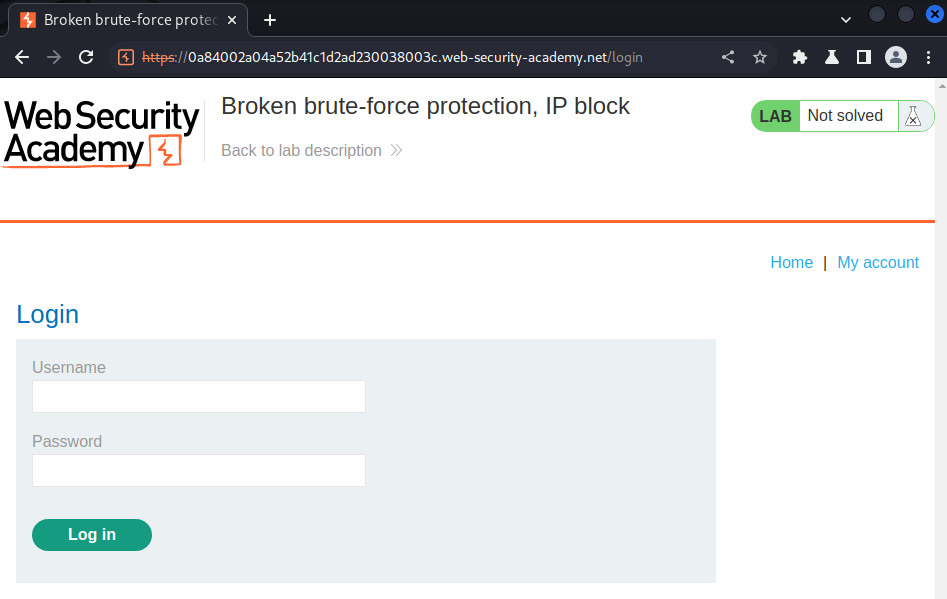 Broken brute-force protec
https://0a84002a04a52b41c1d2ad230038003c.web-security-academy.net/login
Web Security
Academy
Broken brute-force protection, IP block
Back to lab description
LAB Not solved
Home | My account
Login
Username
Password
Log in